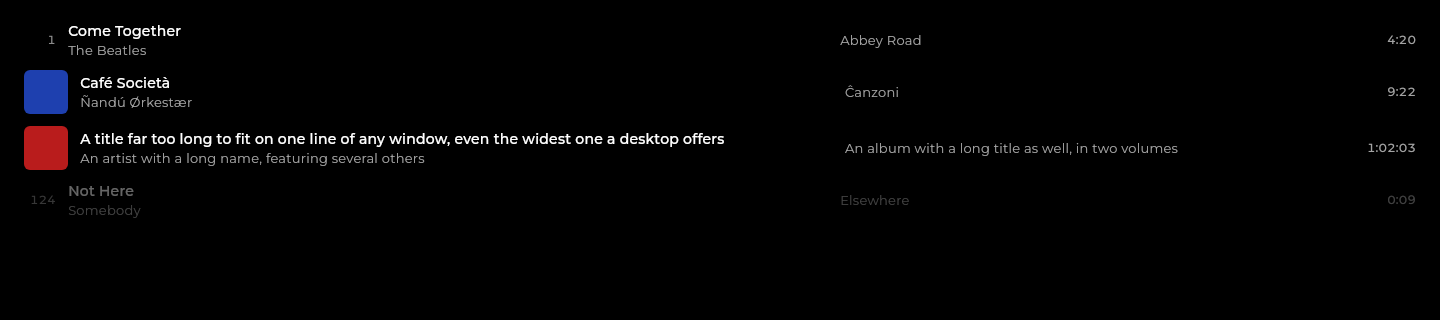 1
Come Together
The Beatles
Abbey Road
4:20
Café Società
Ñandú Ørkestær
Ĉanzoni
9:22
A title far too long to fit on one line of any window, even the widest one a desktop offers
An artist with a long name, featuring several others
An album with a long title as well, in two volumes
1:02:03
124
Not Here
Somebody
Elsewhere
0:09